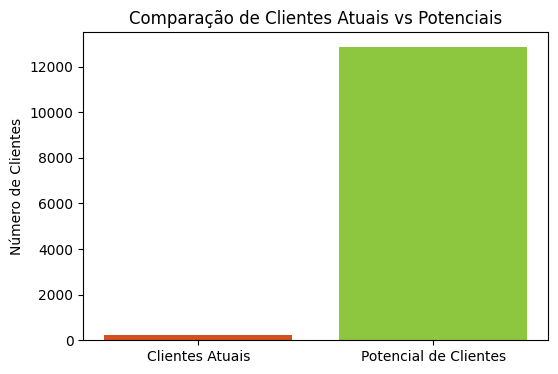 Comparação de Clientes Atuais vs Potenciais
Número de Clientes
12000
10000
8000
6000
4000
2000
0
Clientes Atuais
Potencial de Clientes